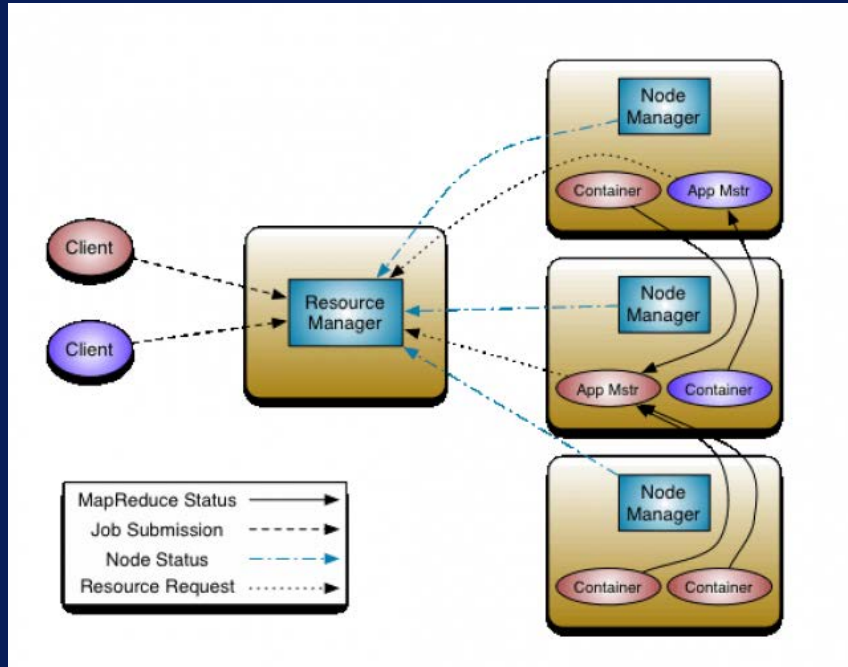 Client
Client
Resource
Manager
Node
Manager
Container
App Mstr
Node
Manager
App Mstr
Container
Node
Manager
Container
Container
MapReduce Status
Job Submission
Node Status
Resource Request